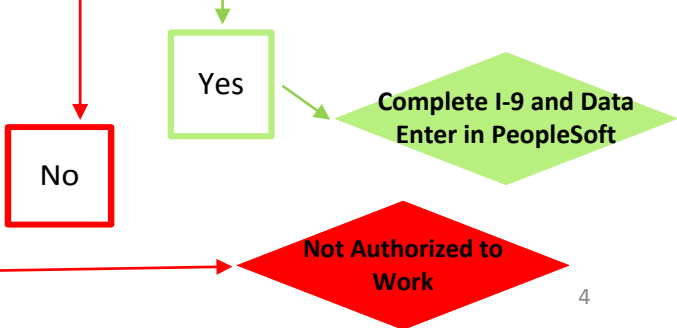 Yes
Complete I-9 and Data
Enter in PeopleSoft
No
Not Authorized to
Work
4